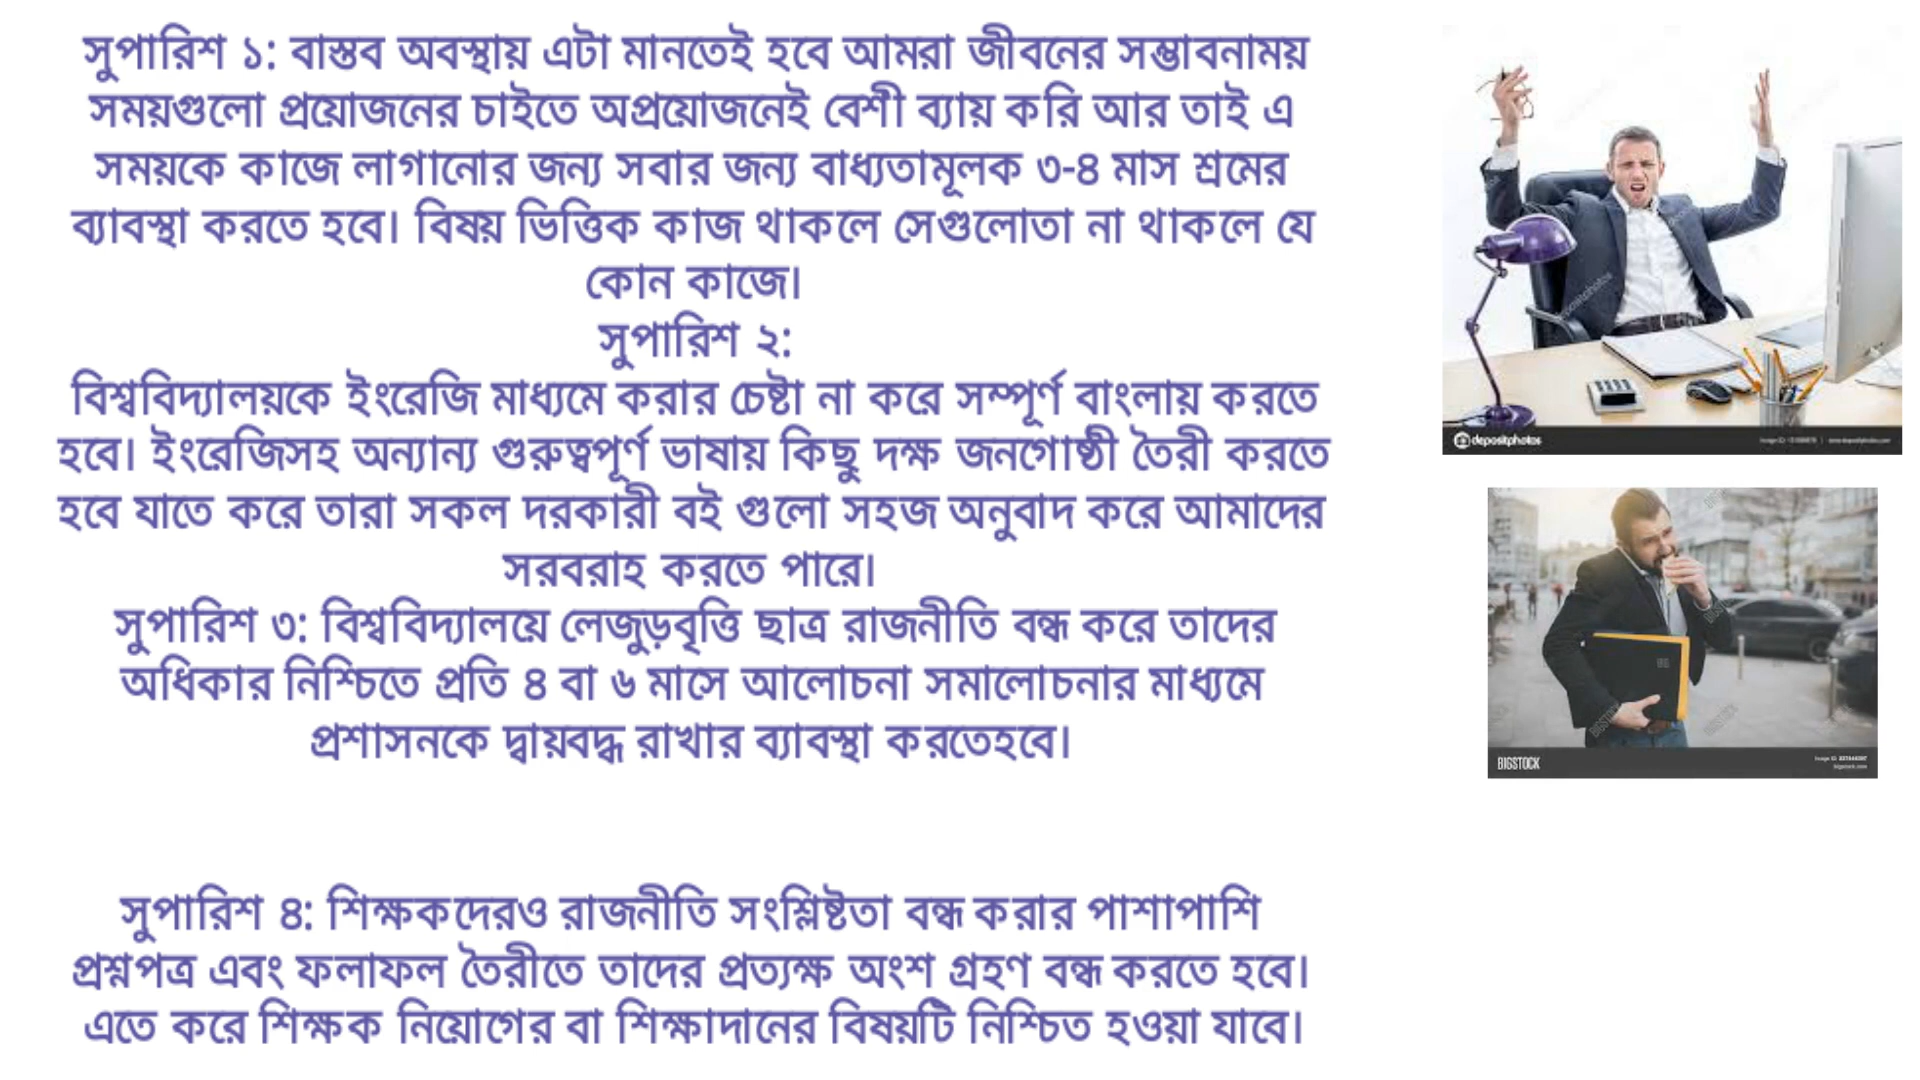 সুপারিশ ১: বাস্তব অবস্থায় এটা মানতেই হবে আমরা জীবনের সম্ভাবনাময়
সময়গুলো প্রয়োজনের চাইতে অপ্রয়োজনেই বেশী ব্যায় করি আর তাই এ
সময়কে কাজে লাগানোর জন্য সবার জন্য বাধ্যতামূলক ৩-৪ মাস শ্রমের
ব্যাবস্থা করতে হবে। বিষয় ভিত্তিক কাজ থাকলে সেগুলোতা না থাকলে যে
কোন কাজে।
সুপারিশ ২:
বিশ্ববিদ্যালয়কে ইংরেজি মাধ্যমে করার চেষ্টা না করে সম্পূর্ণ বাংলায় করতে
হবে। ইংরেজিসহ অন্যান্য গুরুত্বপূর্ণ ভাষায় কিছু দক্ষ জনগোষ্ঠী তৈরী করতে
হবে যাতে করে তারা সকল দরকারী বই গুলো সহজ অনুবাদ করে আমাদের
সরবরাহ করতে পারে।
সুপারিশ ৩: বিশ্ববিদ্যালয়ে লেজুড়বৃত্তি ছাত্র রাজনীতি বন্ধ করে তাদের
অধিকার নিশ্চিতে প্রতি ৪ বা ৬ মাসে আলোচনা সমালোচনার মাধ্যমে
প্রশাসনকে দ্বায়বদ্ধ রাখার ব্যাবস্থা করতেহবে।
সুপারিশ ৪: শিক্ষকদেরও রাজনীতি সংশ্লিষ্টতা বন্ধ করার পাশাপাশি
প্রশ্নপত্র এবং ফলাফল তৈরীতে তাদের প্রত্যক্ষ অংশ গ্রহণ বন্ধ করতে হবে।
এতে করে শিক্ষক নিয়োগের বা শিক্ষাদানের বিষয়টি নিশ্চিত হওয়া যাবে।
depositphotos
BIGSTOCK